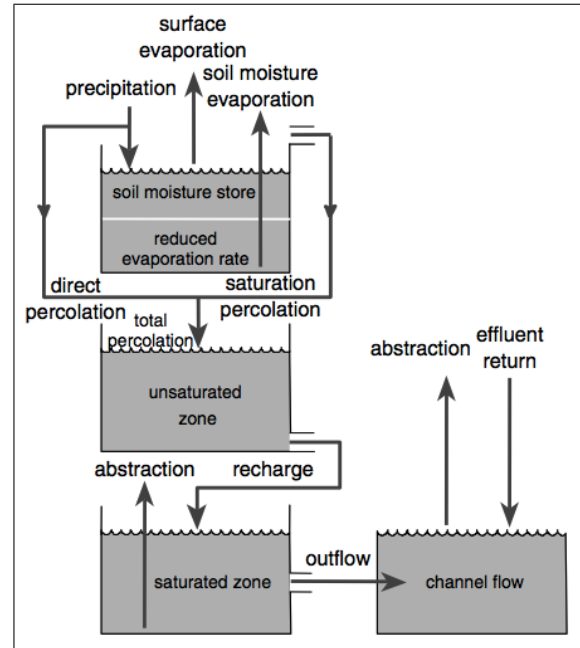 surface
evaporation
soil moisture
evaporation
precipitation
soil moisture store
reduced
evaporation rate
direct
percolation
saturation
percolation
total
percolation
unsaturated
zone
abstraction
effluent
return
abstraction
recharge
saturated zone
outflow
channel flow